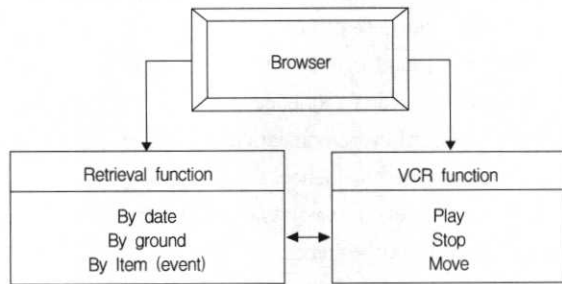 Browser
Retrieval function
By date
By ground
By Item (event)
VCR function
Play
Stop
Move